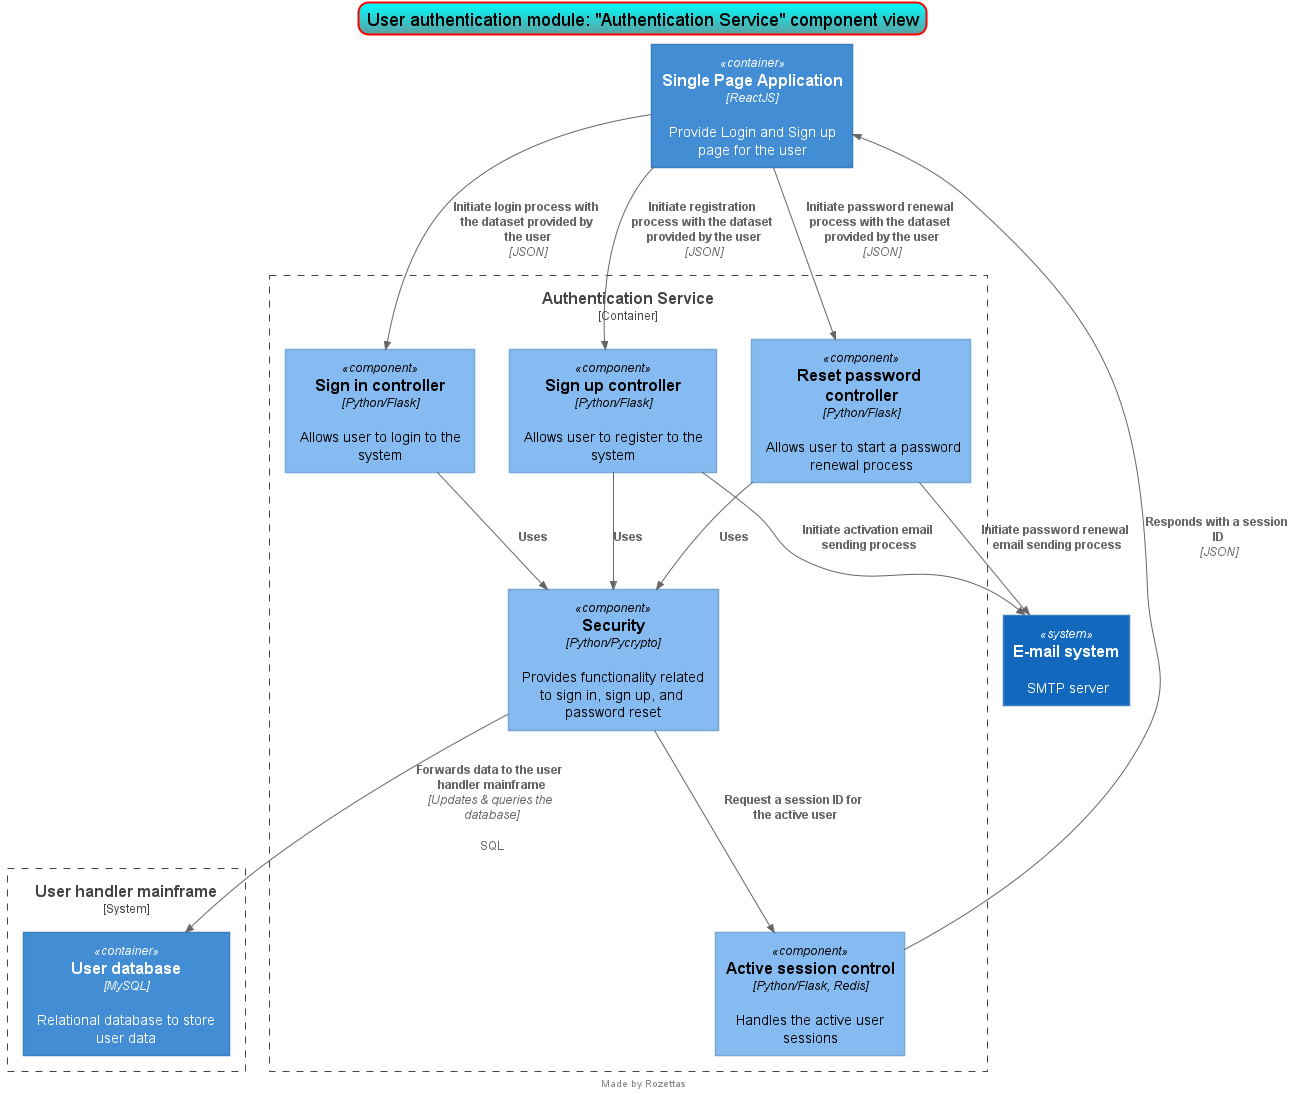 User authentication module: "Authentication Service" component view
«container»
Single Page Application
[ReactJS]
Provide Login and Sign up
page for the user
Initiate login process with
the dataset provided by
the user
[JSON]
Initiate registration
process with the dataset
provided by the user
[JSON]
Initiate password renewal
process with the dataset
provided by the user
[JSON]
Authentication Service
[Container]
«component»
Sign in controller
[Python/Flask]
Allows user to login to the
system
«component»
Sign up controller
[Python/Flask]
Allows user to register to the
system
«component»
Reset password
controller
[Python/Flask]
Allows user to start a password
renewal process
Uses
Uses
Uses
Initiate activation email
sending process
Initiate password renewal
email sending process
Responds with a session
ID
[JSON]
«component»
Security
[Python/Pycrypto]
Provides functionality related
to sign in, sign up, and
password reset
«system»
E-mail system
SMTP server
Forwards data to the user
handler mainframe
[Updates & queries the
database]
SQL
Request a session ID for
the active user
User handler mainframe
[System]
«container»
User database
[MySQL]
Relational database to store
user data
«component»
Active session control
[Python/Flask, Redis]
Handles the active user
sessions
Made by Rozettas